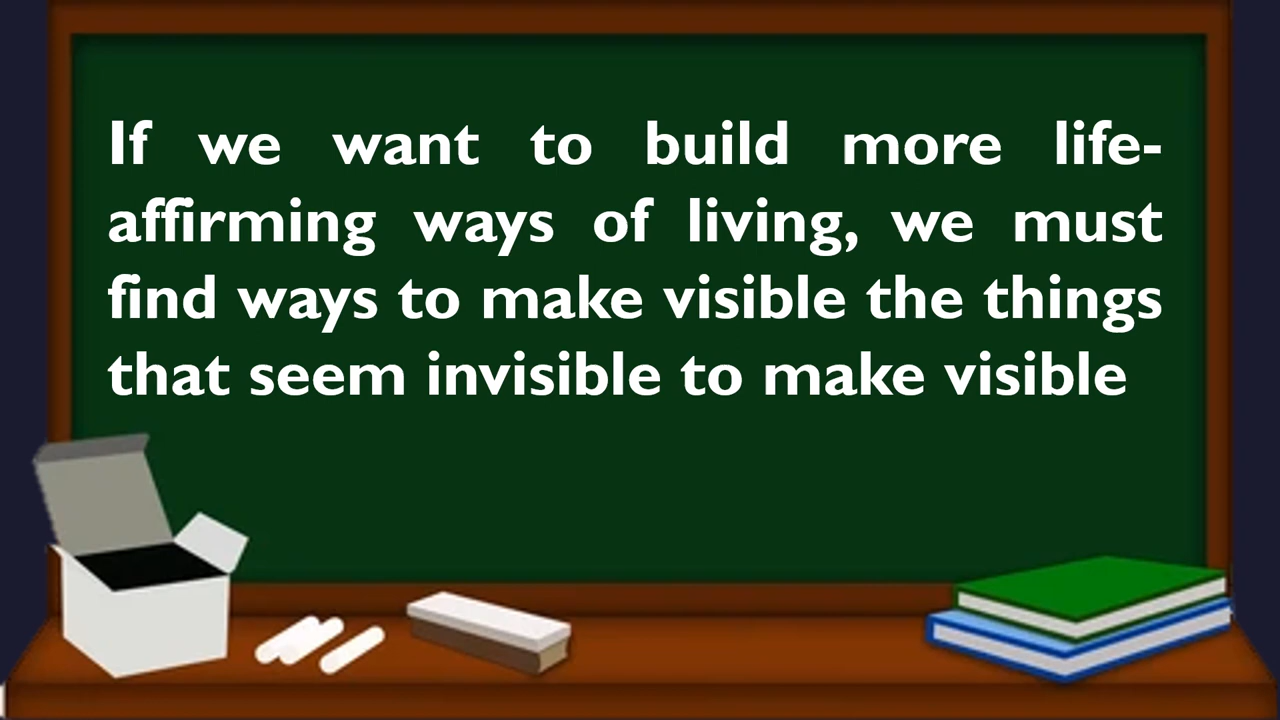 If we want to build more life-
affirming ways of living, we must
find ways to make visible the things
that seem invisible to make visible